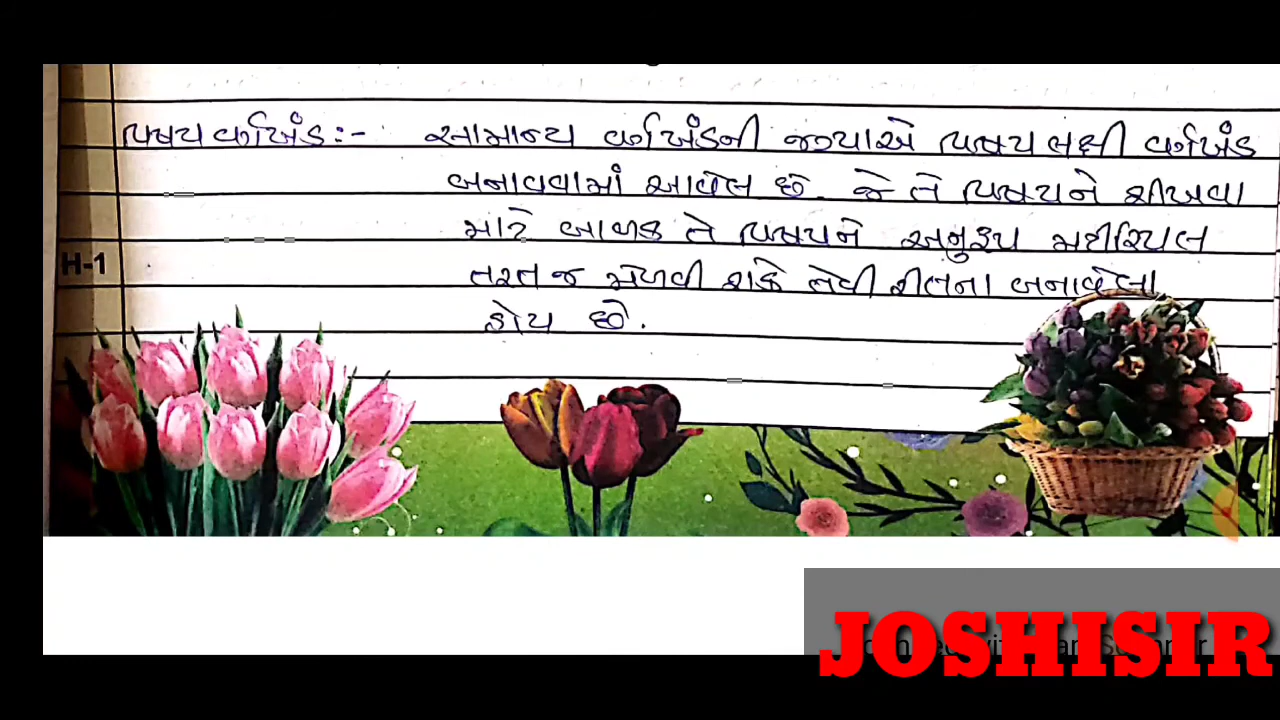 વિષય વર્ગખંડ :- સામાન્ય વર્ગખંડની જગ્યાએ વિષય લક્ષી વર્ગખંડ
બનાવવામાં આવેલ છે. જે તે વિષયને શીખવા
માટે બાળક તે વિષયને અનુરૂપ મટીરિયલ
તરત જ મેળવી શકે તેવી રીતના બનાવેલા
H-1
હોય છે.
JOSHISIR